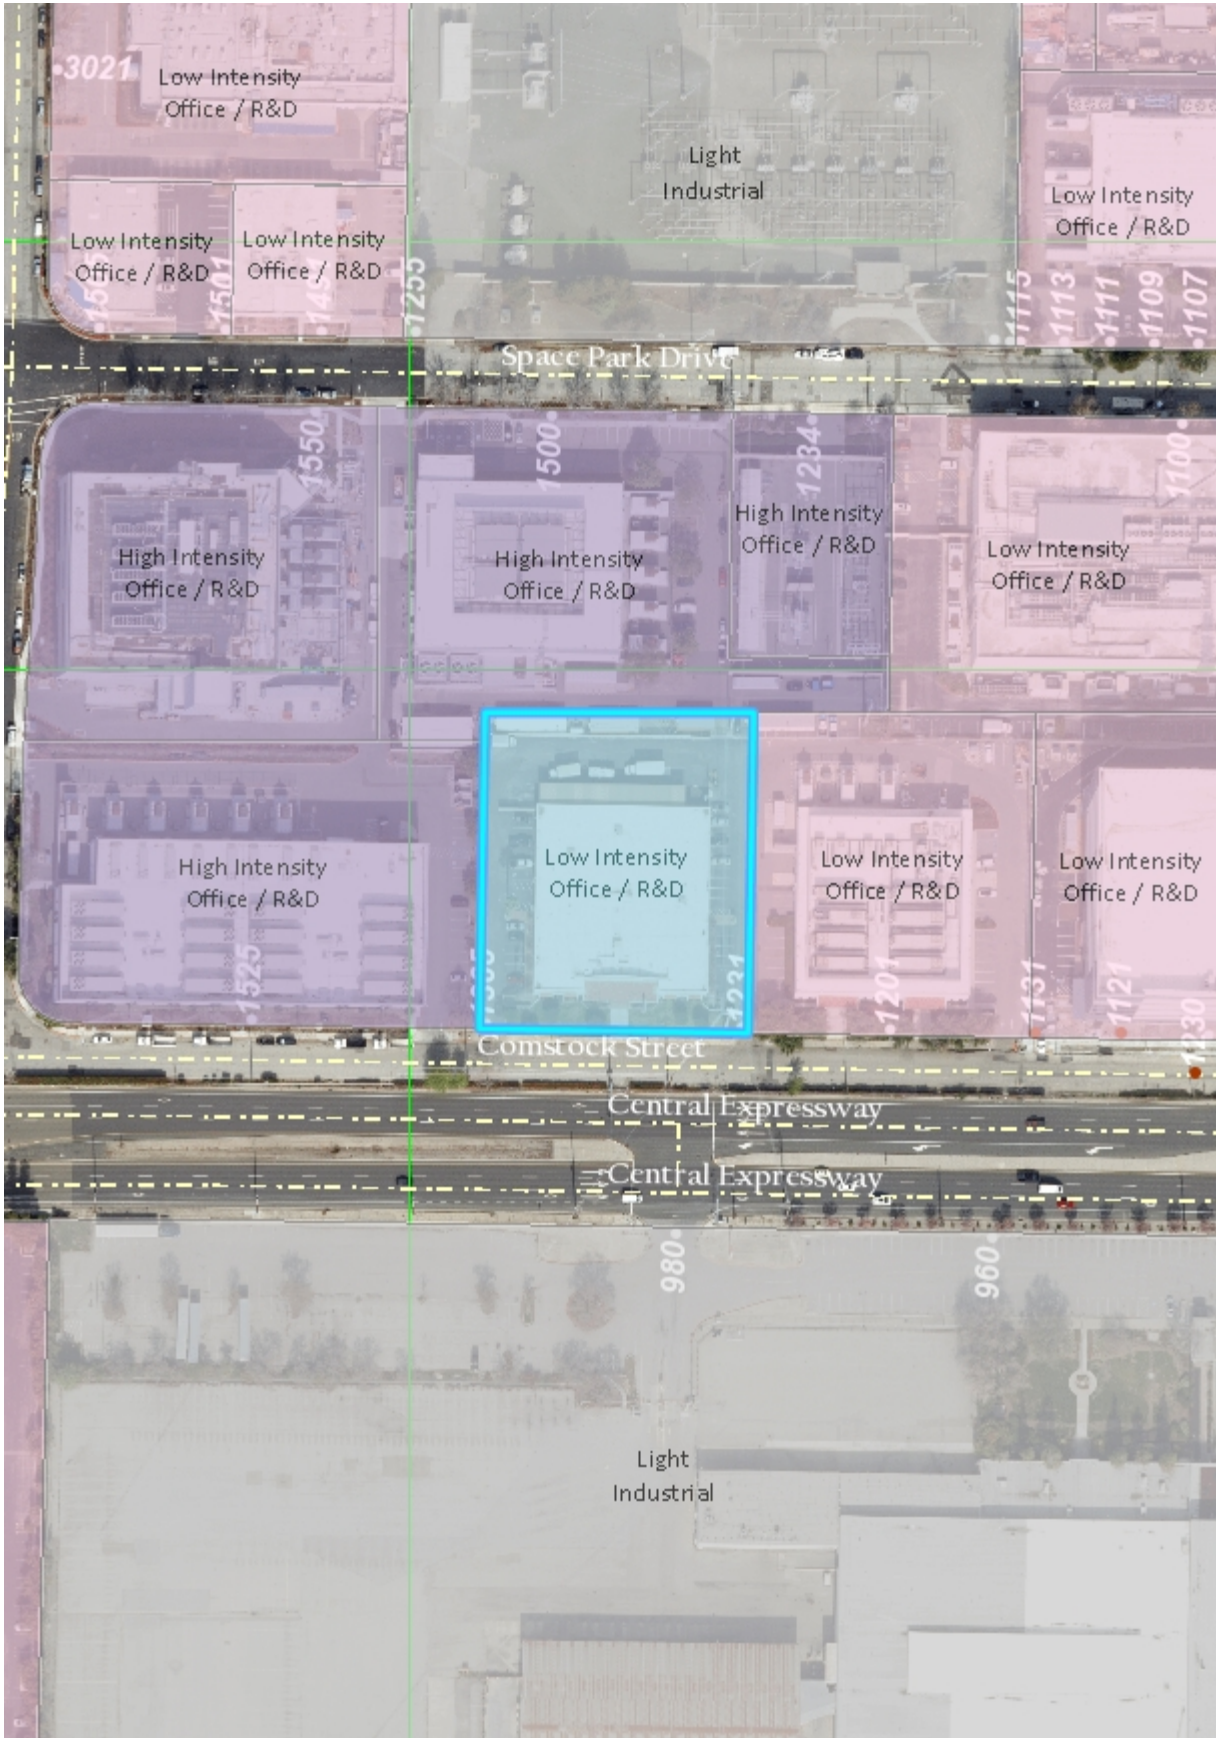 3021
Low Intensity
Office / R&D
Light
Industrial
Low Intensity
Office / R&D
Low Intensity
Office / R&D
Low Intensity
Office / R&D
1501
1255
1115
1113
1111
1109
1107
Space Park Drive
1550
1500
1234
1100
High Intensity
Office / R&D
High Intensity
Office / R&D
High Intensity
Office / R&D
Low Intensity
Office / R&D
High Intensity
Office / R&D
Low Intensity
Office / R&D
Low Intensity
Office / R&D
Low Intensity
Office / R&D
1525
1231
1201
1131
1121
1230
Comstock Street
Central Expressway
Central Expressway
980
960
Light
Industrial